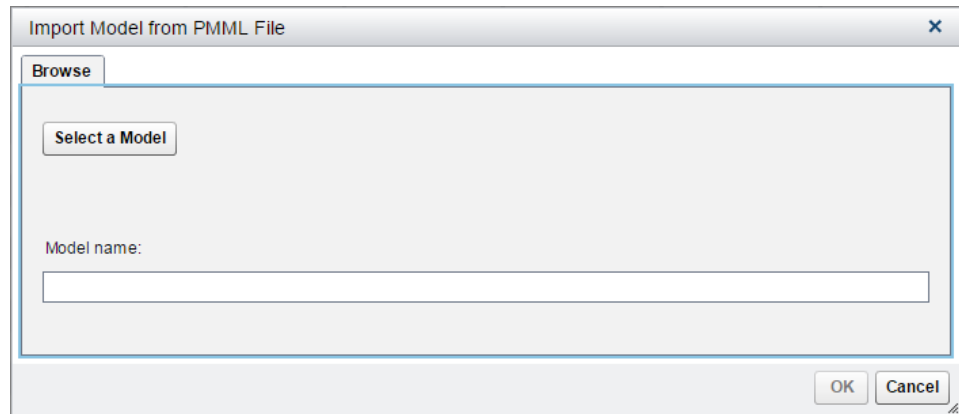 Import Model from PMML File
Browse
Select a Model
Model name:
OK Cancel